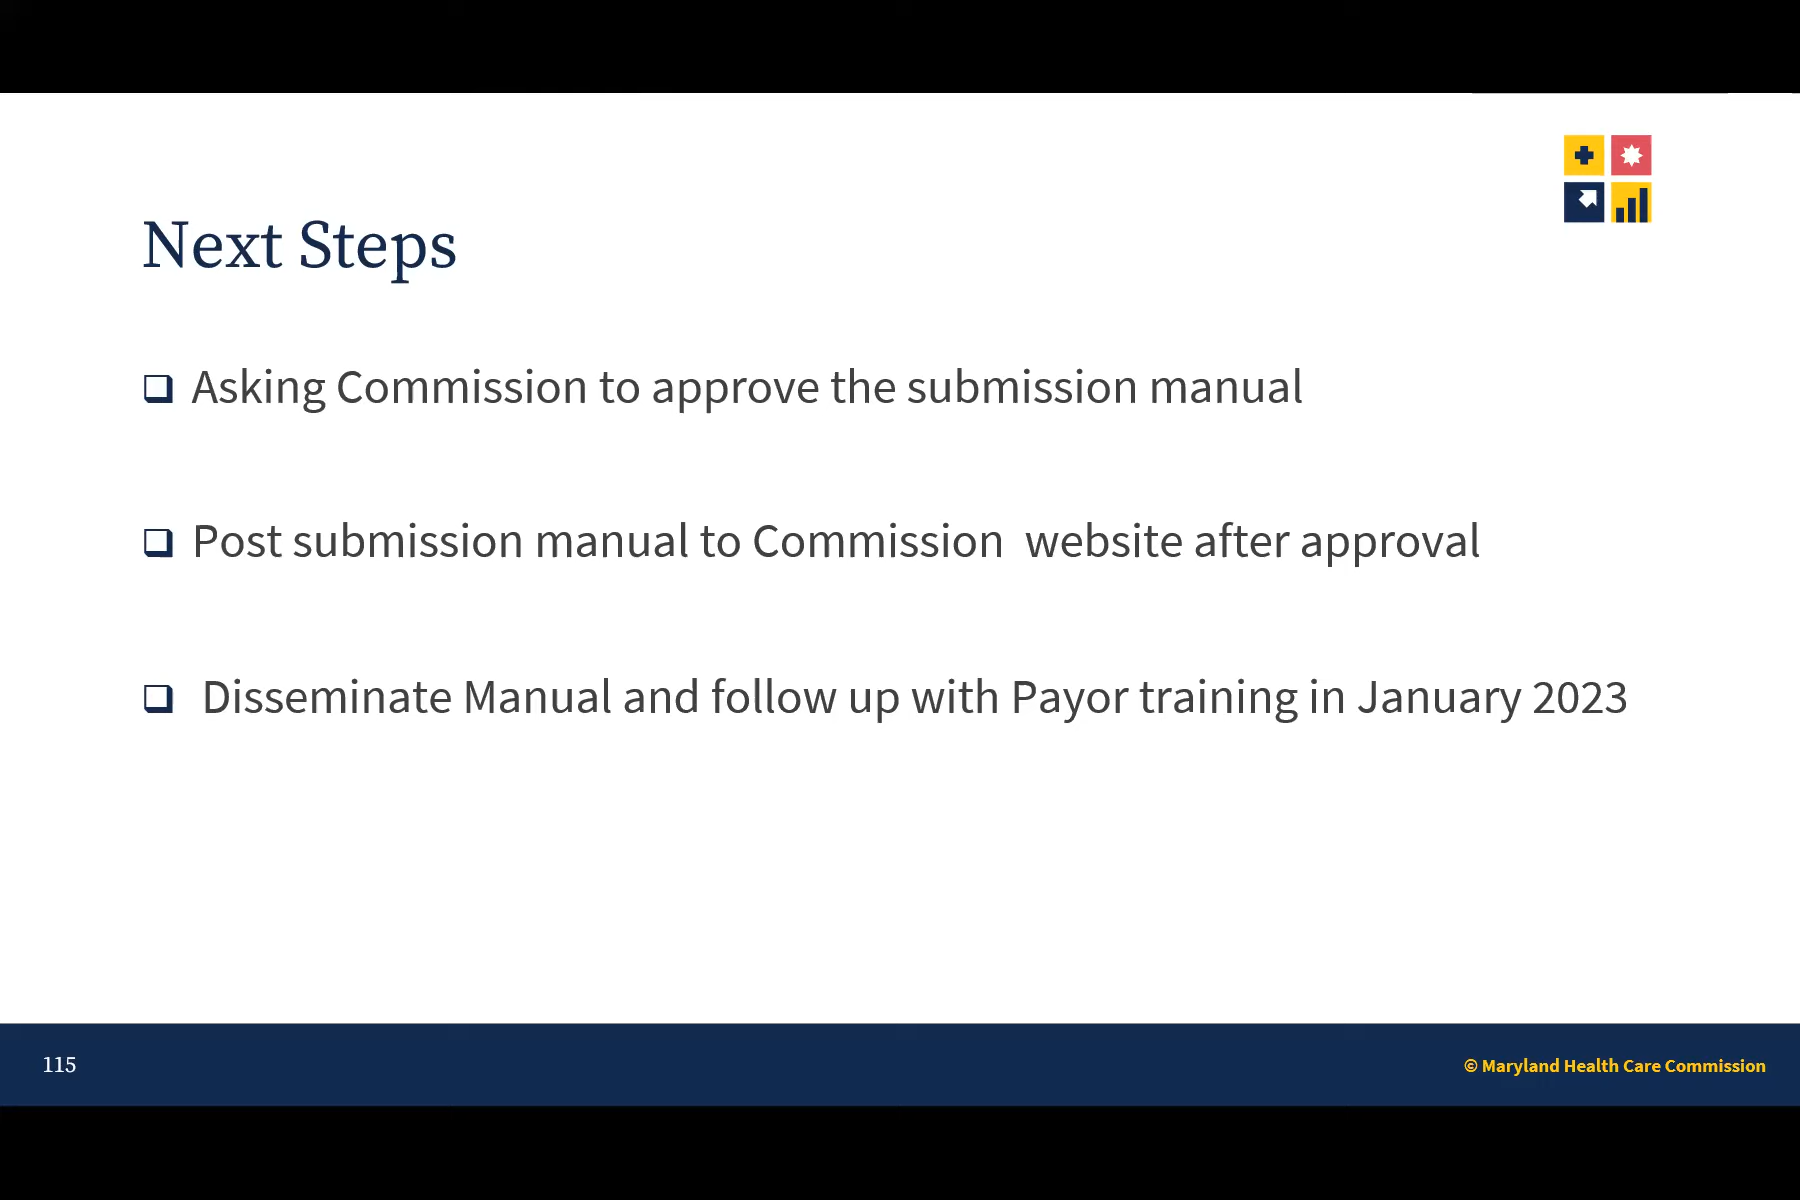 Next Steps
❑ Asking Commission to approve the submission manual
❑ Post submission manual to Commission  website after approval
❑ Disseminate Manual and follow up with Payor training in January 2023
115
© Maryland Health Care Commission